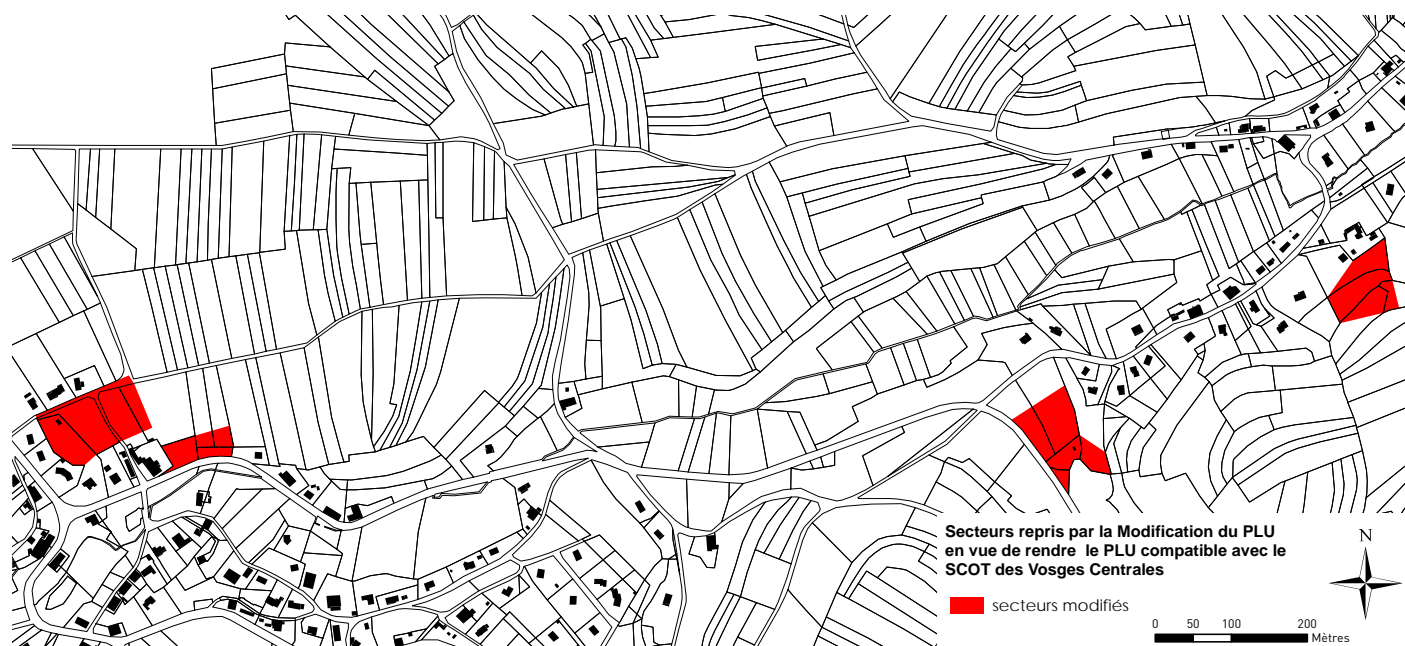 Secteurs repris par la Modification du PLU
en vue de rendre le PLU compatible avec le
SCOT des Vosges Centrales
N
secteurs modifiés
0 50 100 200
Mètres